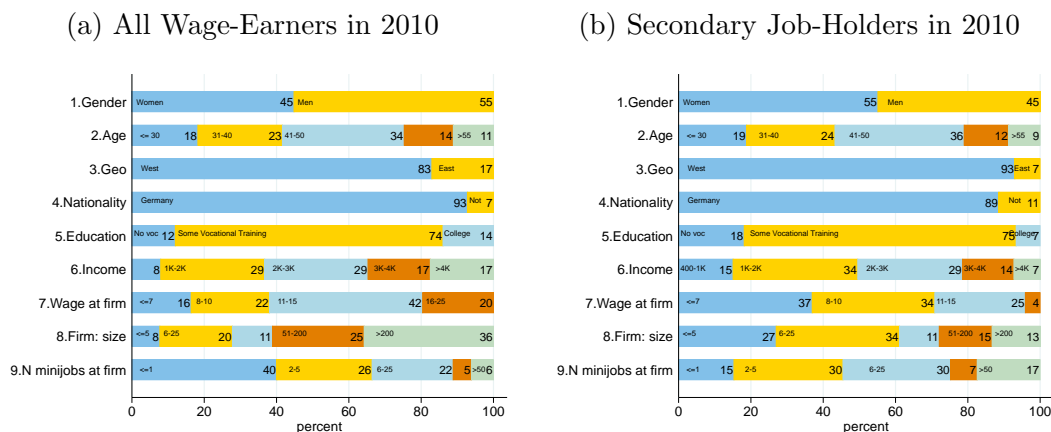 (a) All Wage-Earners in 2010
1.Gender Women 45 Men 55
2.Age <= 30 18 31-40 23 41-50 34 14 >55 11
3.Geo West 83 East 17
4.Nationality Germany 93 Not 7
5.Education No voc 12 Some Vocational Training 74 College 14
6.Income 8 1K-2K 29 2K-3K 29 3K-4K 17 >4K 17
7.Wage at firm <=7 16 8-10 22 11-15 42 16-25 20
8.Firm: size <=5 8 6-25 20 11 51-200 25 >200 36
9.N minijobs at firm <=1 40 2-5 26 6-25 22 5 >50 6
0 20 40 60 80 100
percent
(b) Secondary Job-Holders in 2010
1.Gender Women 55 Men 45
2.Age <= 30 19 31-40 24 41-50 36 12 >55 9
3.Geo West 93 East 7
4.Nationality Germany 89 Not 11
5.Education No voc 18 Some Vocational Training 75 College 7
6.Income 400-1K 15 1K-2K 34 2K-3K 29 3K-4K 14 >4K 7
7.Wage at firm <=7 37 8-10 34 11-15 25 4
8.Firm: size <=5 27 6-25 34 11 51-200 15 >200 13
9.N minijobs at firm <=1 15 2-5 30 6-25 30 7 >50 17
0 20 40 60 80 100
percent